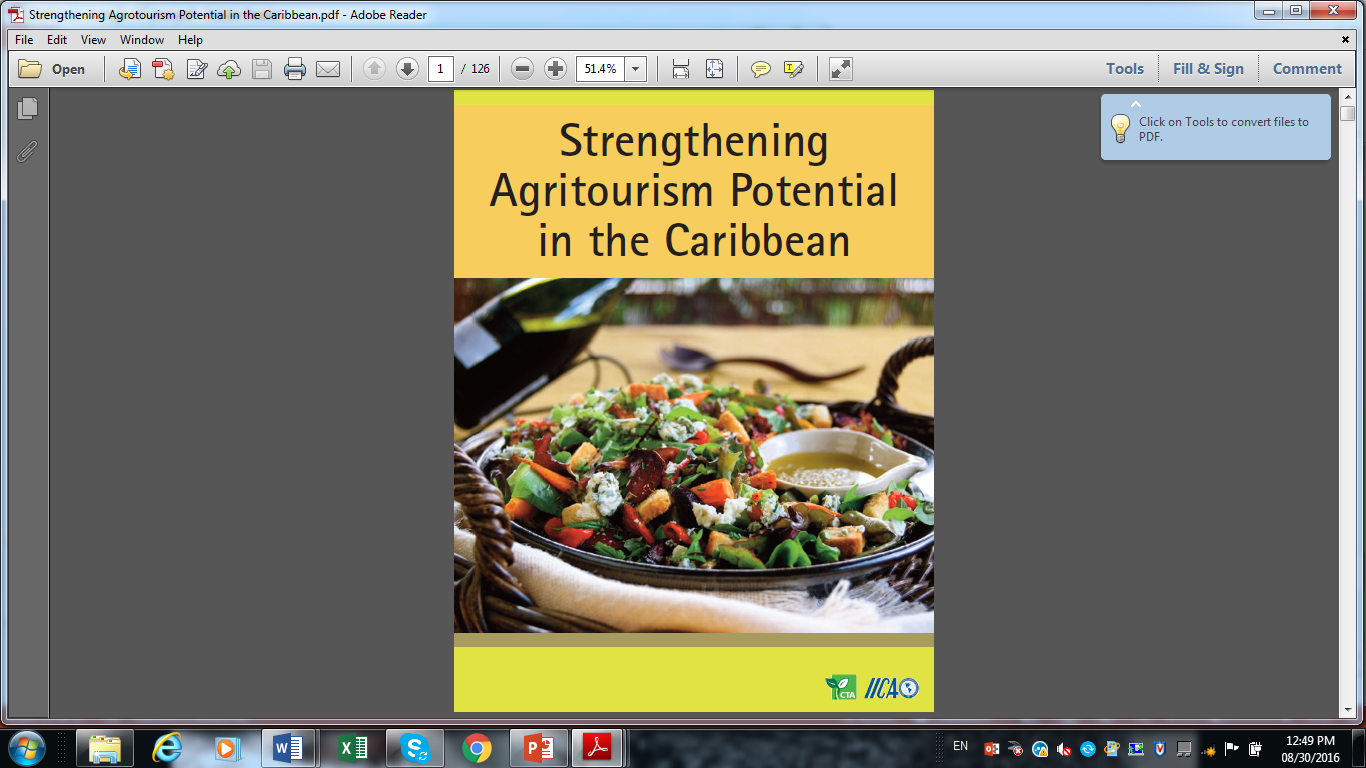 Strengthening Agrotourism Potential in the Caribbean.pdf - Adobe Reader
File Edit View Window Help
Open 1 / 126 51.4% Tools Fill & Sign Comment
Click on Tools to convert files to
PDF.
Strengthening
Agritourism Potential
in the Caribbean
CTA IICA
EN 12:49 PM
08/30/2016